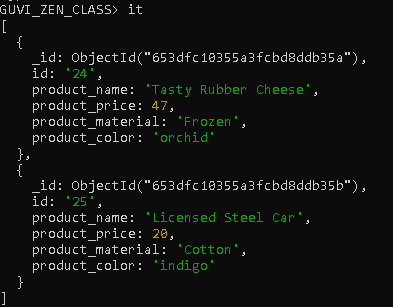 GUVI_ZEN_CLASS> it
[
  {
    _id: ObjectId("653dfc10355a3fcbd8ddb35a"),
    id: '24',
    product_name: 'Tasty Rubber Cheese',
    product_price: 47,
    product_material: 'Frozen',
    product_color: 'orchid'
  },
  {
    _id: ObjectId("653dfc10355a3fcbd8ddb35b"),
    id: '25',
    product_name: 'Licensed Steel Car',
    product_price: 20,
    product_material: 'Cotton',
    product_color: 'indigo'
  }
]